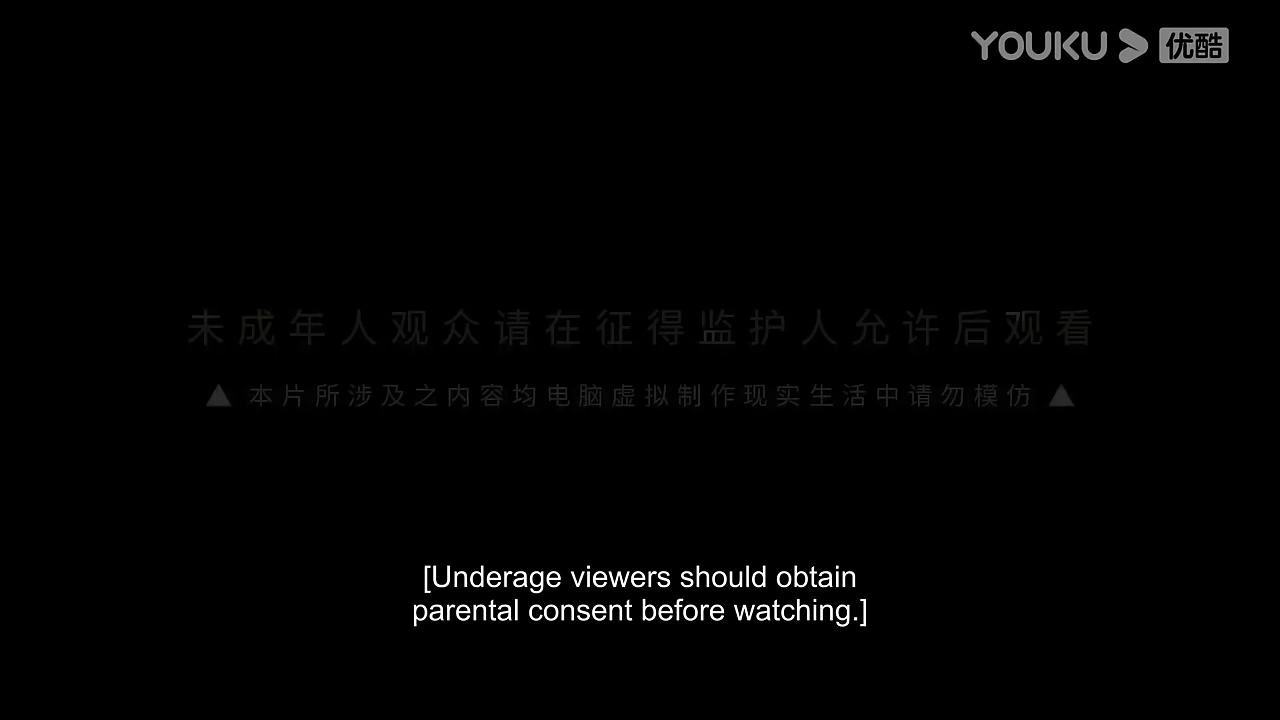 YOUKU 优酷
未成年人观众请在征得监护人允许后观看
▲ 本片所涉及之内容均电脑虚拟制作现实生活中请勿模仿 ▲
[Underage viewers should obtain
parental consent before watching.]